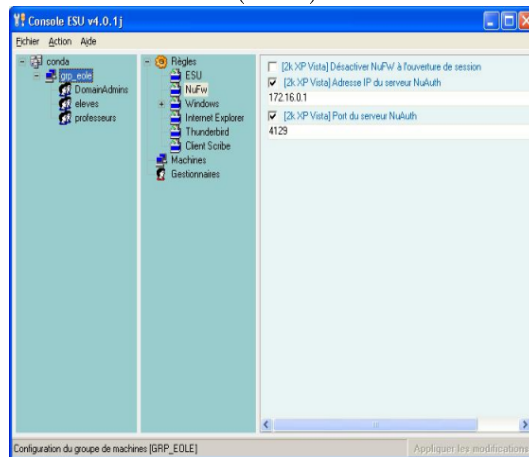 Console ESU v4.0.1j
Fichier Action Aide
conda
grp_eole
DomainAdmins
eleves
professeurs
Règles
ESU
NuFw
Windows
Internet Explorer
Thunderbird
Client Scribe
Machines
Gestionnaires
[2k XP Vista] Désactiver NuFW à l'ouverture de session
[2k XP Vista] Adresse IP du serveur NuAuth
172.16.0.1
[2k XP Vista] Port du serveur NuAuth
4129
Configuration du groupe de machines [GRP_EOLE]
Appliquer les modifications